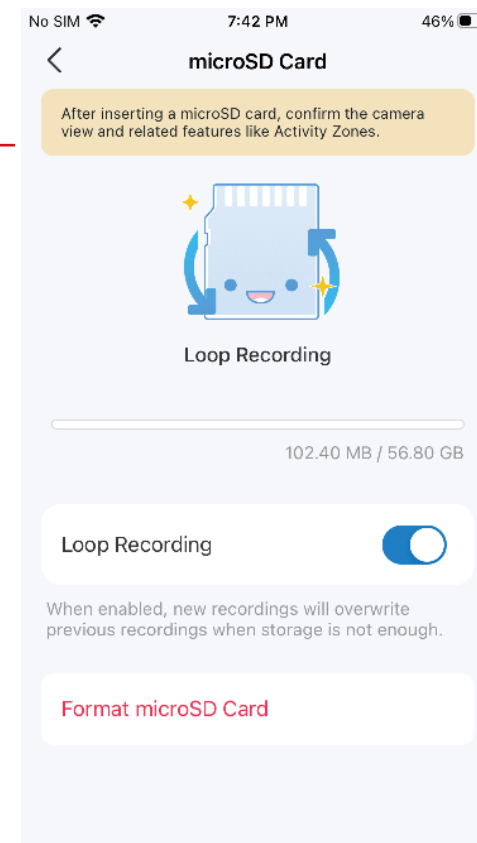 No SIM 7:42 PM 46%
microSD Card
After inserting a microSD card, confirm the camera
view and related features like Activity Zones.
Loop Recording
102.40 MB / 56.80 GB
Loop Recording
When enabled, new recordings will overwrite
previous recordings when storage is not enough.
Format microSD Card